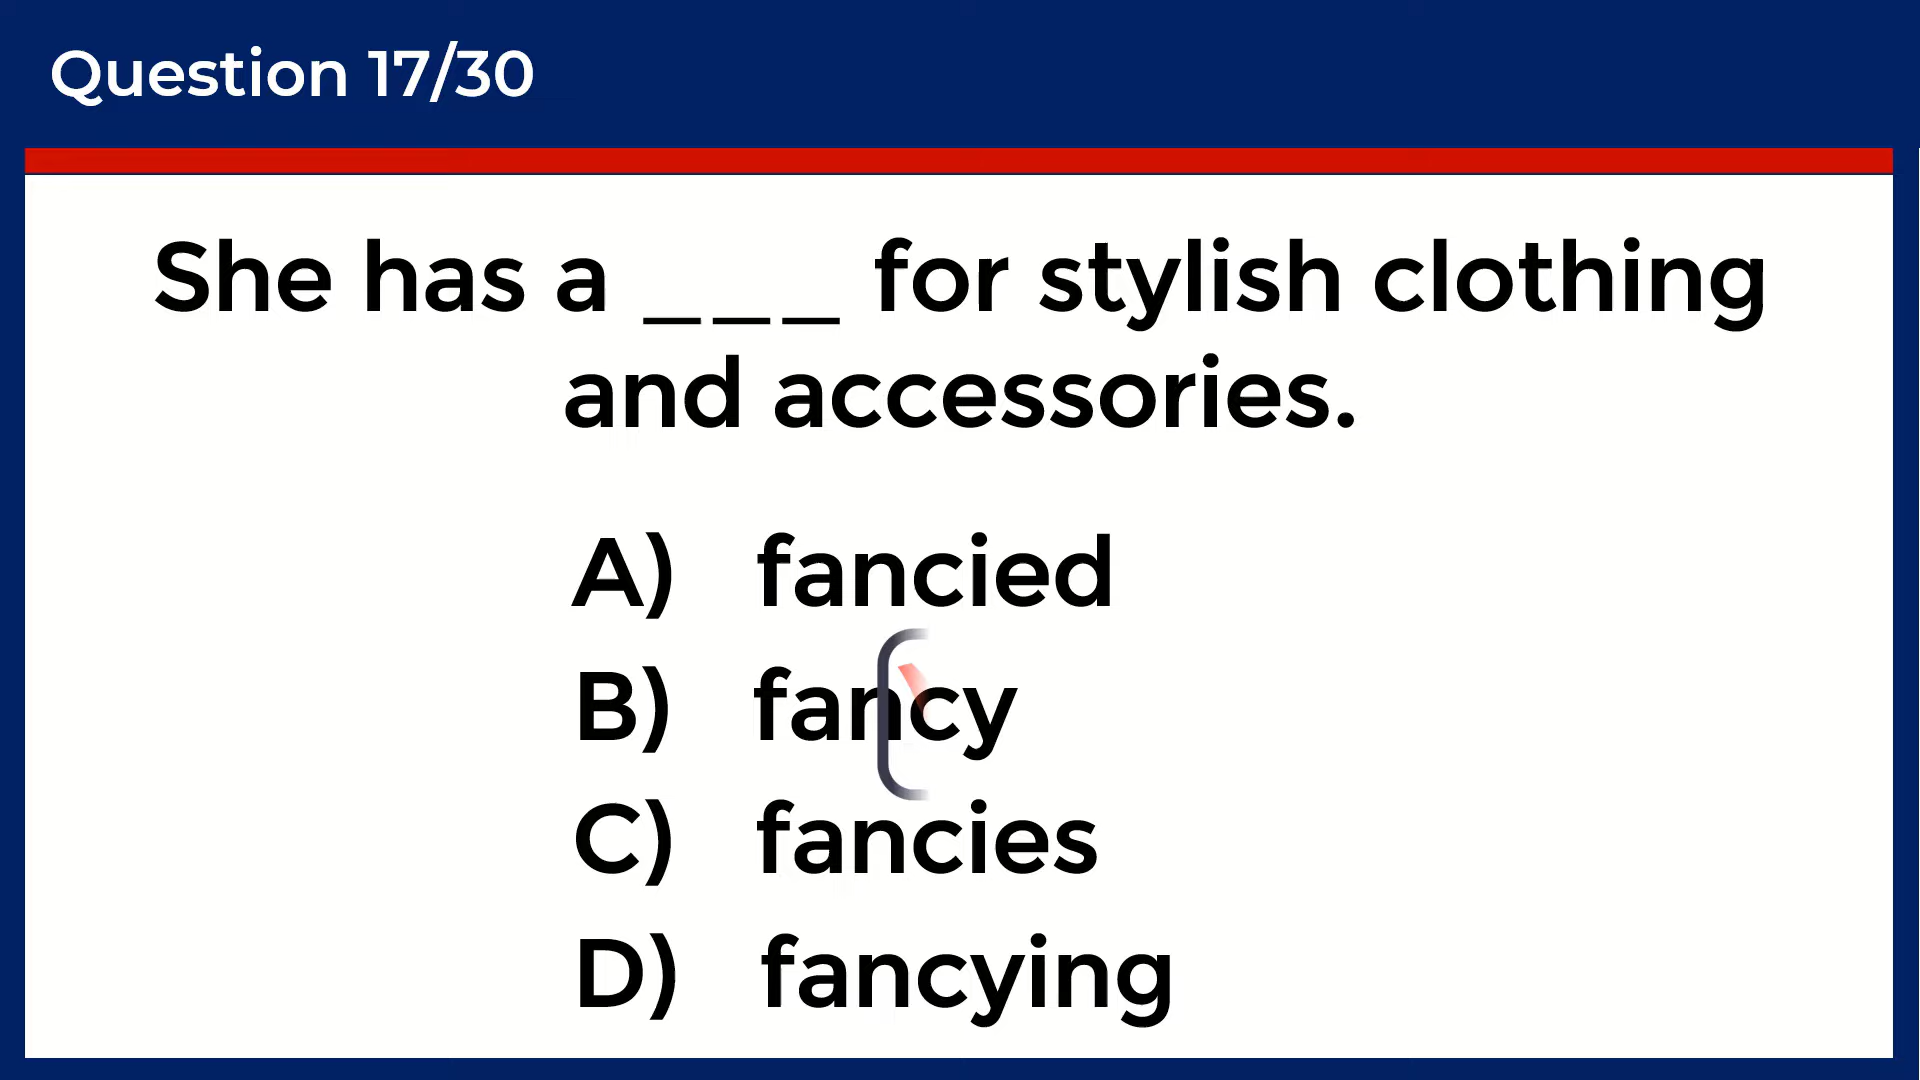 Question 17/30
She has a ___ for stylish clothing
and accessories.
A) fancied
B) fancy
C) fancies
D) fancying